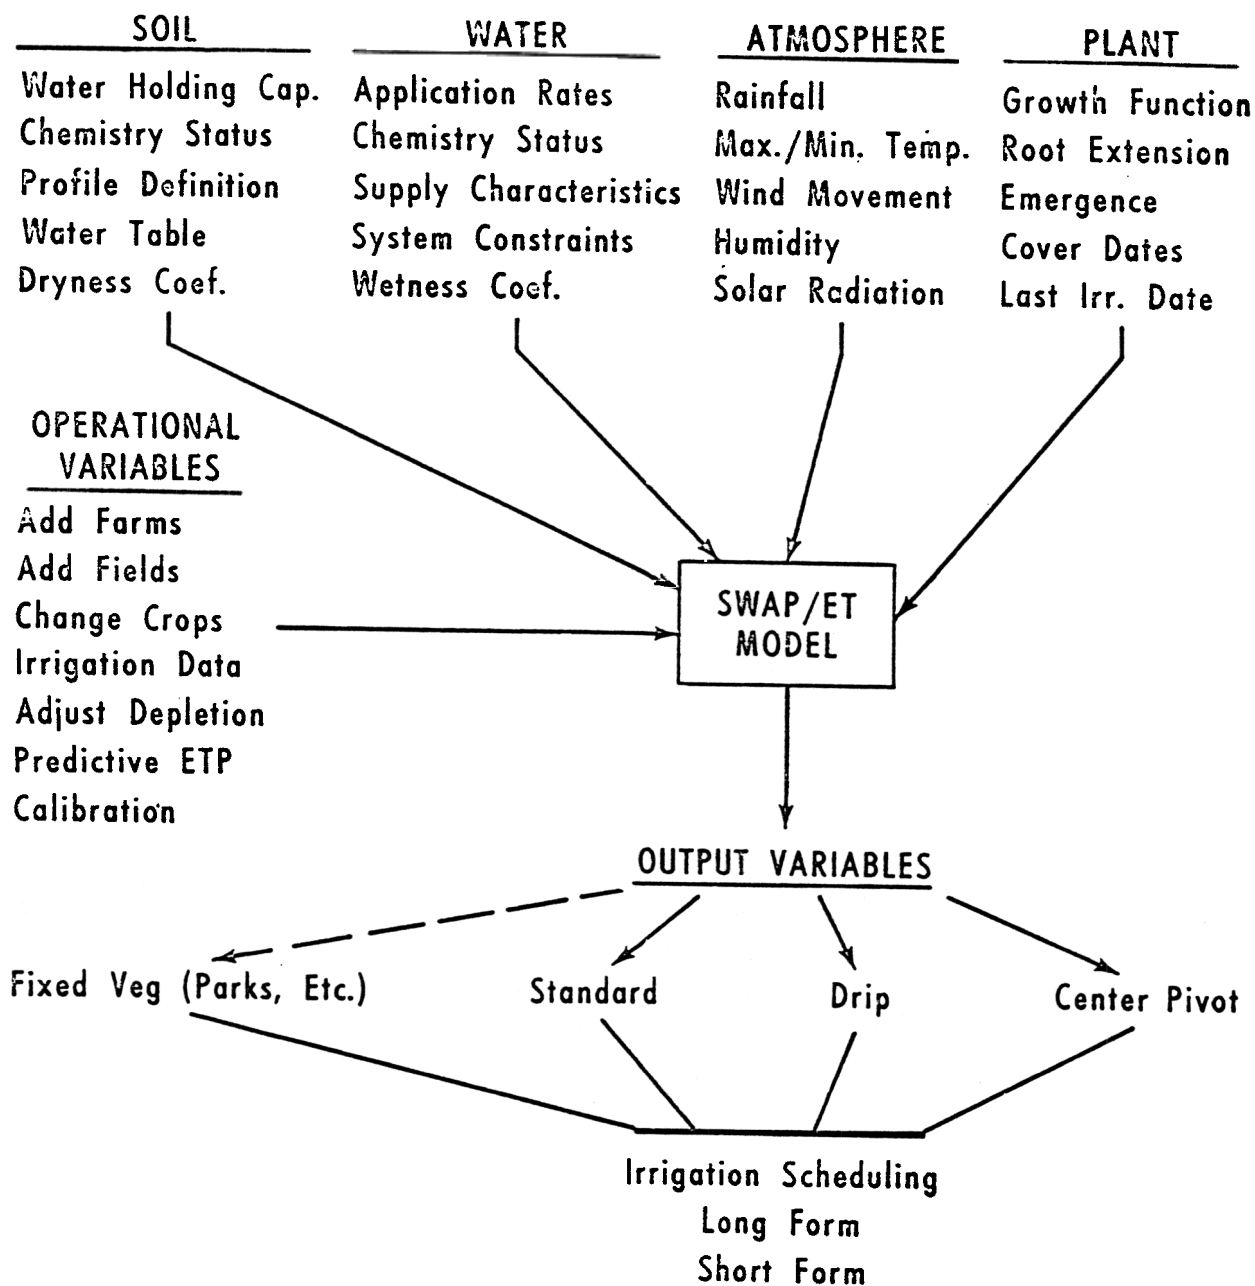 SOIL
Water Holding Cap.
Chemistry Status
Profile Definition
Water Table
Dryness Coef.
WATER
Application Rates
Chemistry Status
Supply Characteristics
System Constraints
Wetness Coef.
ATMOSPHERE
Rainfall
Max./Min. Temp.
Wind Movement
Humidity
Solar Radiation
PLANT
Growth Function
Root Extension
Emergence
Cover Dates
Last Irr. Date
OPERATIONAL
VARIABLES
Add Farms
Add Fields
Change Crops
Irrigation Data
Adjust Depletion
Predictive ETP
Calibration
SWAP/ET
MODEL
OUTPUT VARIABLES
Fixed Veg (Parks, Etc.)
Standard
Drip
Center Pivot
Irrigation Scheduling
Long Form
Short Form